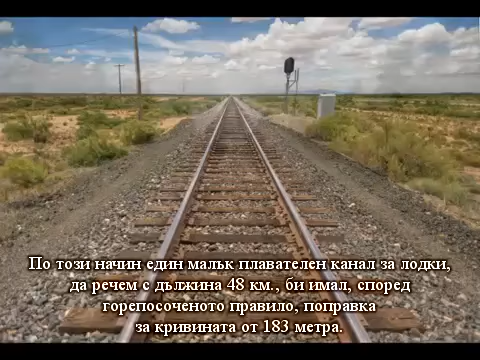 По този начин един малък плавателен канал за лодки,
да речем с дължина 48 км., би имал, според
горепосоченото правило, поправка
за кривината от 183 метра.